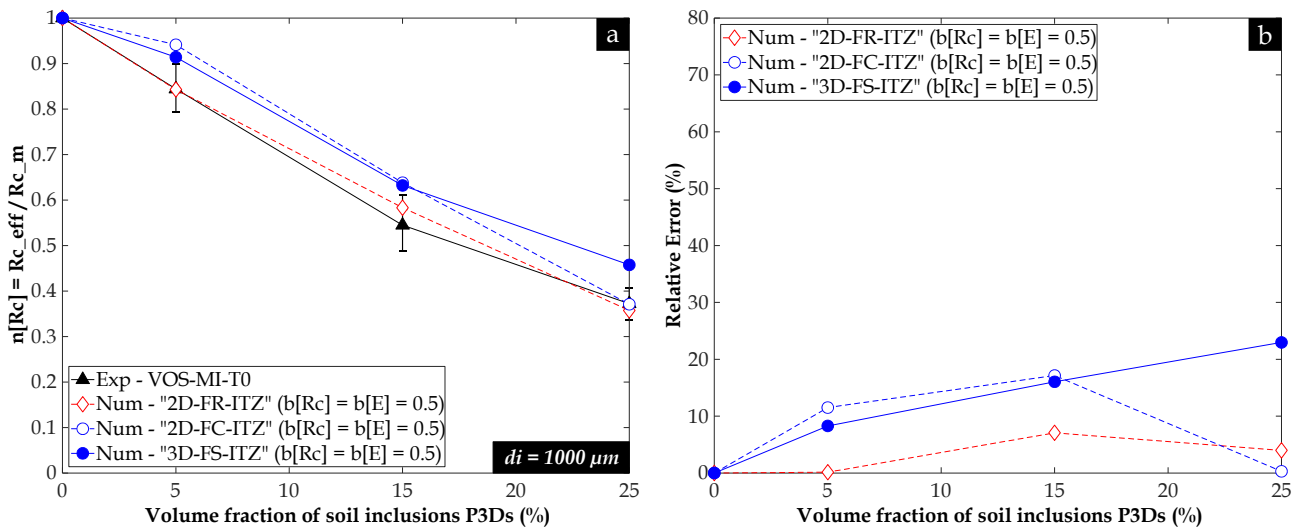 a
n[Rc] = Rc_eff / Rc_m
1
0.9
0.8
0.7
0.6
0.5
0.4
0.3
0.2
0.1
0
Exp - VOS-MI-T0
Num - "2D-FR-ITZ" (b[Rc] = b[E] = 0.5)
Num - "2D-FC-ITZ" (b[Rc] = b[E] = 0.5)
Num - "3D-FS-ITZ" (b[Rc] = b[E] = 0.5)
di = 1000 μm
0 5 10 15 20 25
Volume fraction of soil inclusions P3Ds (%)
b
Relative Error (%)
80
70
60
50
40
30
20
10
0
Num - "2D-FR-ITZ" (b[Rc] = b[E] = 0.5)
Num - "2D-FC-ITZ" (b[Rc] = b[E] = 0.5)
Num - "3D-FS-ITZ" (b[Rc] = b[E] = 0.5)
0 5 10 15 20 25
Volume fraction of soil inclusions P3Ds (%)